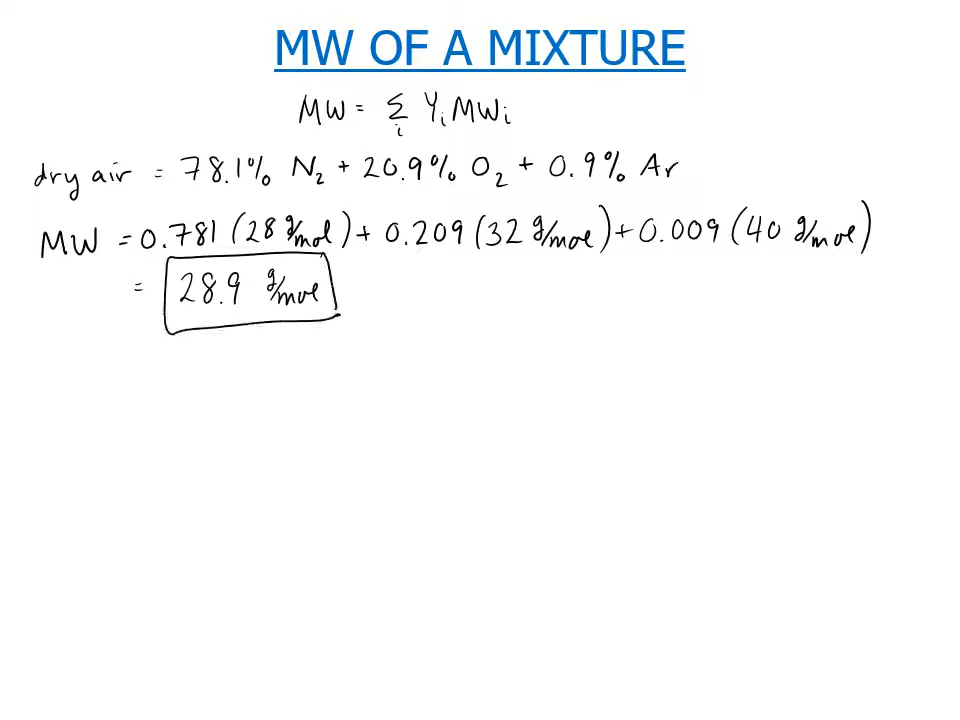 MW OF A MIXTURE
MW = Σᵢ Yᵢ MWᵢ
dry air = 78.1% N₂ + 20.9% O₂ + 0.9% Ar
MW = 0.781 (28 g/mol) + 0.209 (32 g/mol) + 0.009 (40 g/mol)
= 28.9 g/mol